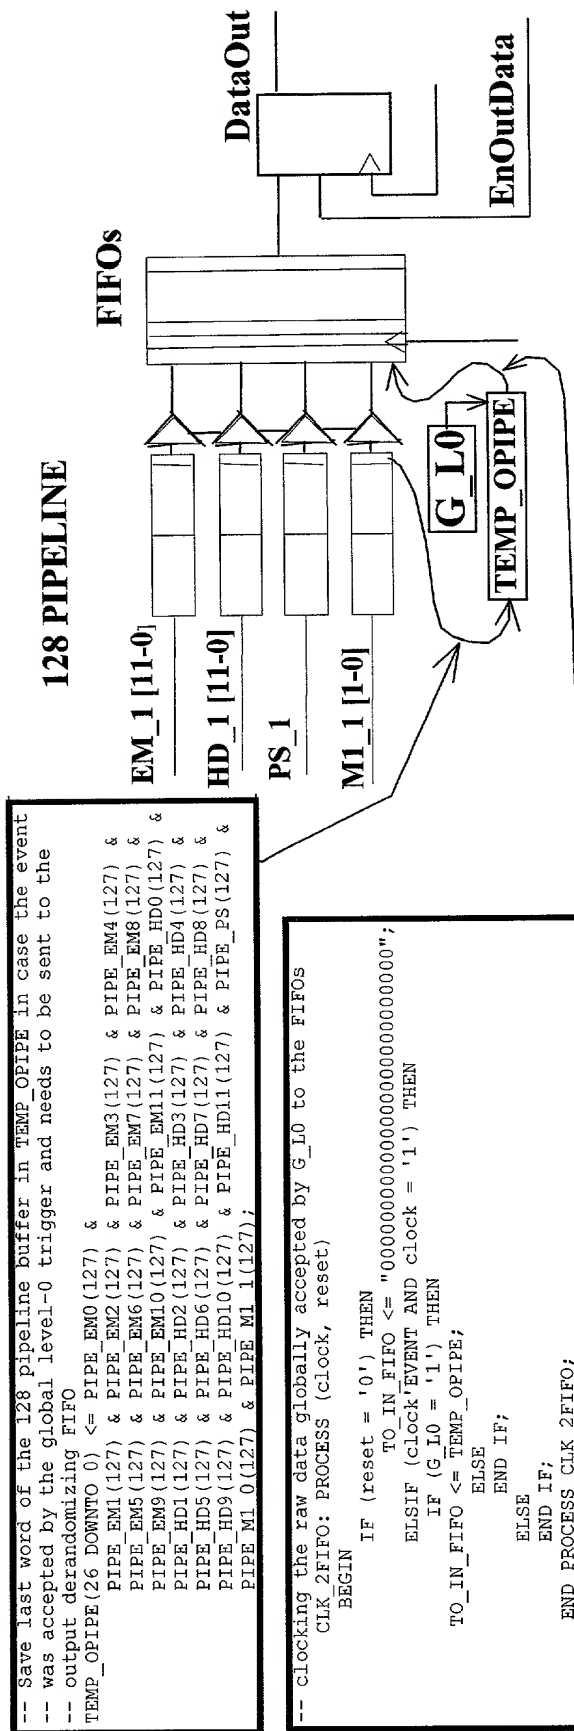 -- Save last word of the 128 pipeline buffer in TEMP_OPIPE in case the event
-- was accepted by the global level-0 trigger and needs to be sent to the
-- output derandomizing FIFO
TEMP_OPIPE(26 DOWNTO 0) <= PIPE_EM0(127) &
PIPE_EM1(127) & PIPE_EM2(127) & PIPE_EM3(127) & PIPE_EM4(127) &
PIPE_EM5(127) & PIPE_EM6(127) & PIPE_EM7(127) & PIPE_EM8(127) &
PIPE_EM9(127) & PIPE_EM10(127) & PIPE_EM11(127) & PIPE_HD0(127) &
PIPE_HD1(127) & PIPE_HD2(127) & PIPE_HD3(127) & PIPE_HD4(127) &
PIPE_HD5(127) & PIPE_HD6(127) & PIPE_HD7(127) & PIPE_HD8(127) &
PIPE_HD9(127) & PIPE_HD10(127) & PIPE_HD11(127) & PIPE_PS(127) &
PIPE_M1_0(127) & PIPE_M1_1(127);
-- clocking the raw data globally accepted by G_L0 to the FIFOs
CLK_2FIFO: PROCESS (clock, reset)
BEGIN
IF (reset = '0') THEN
TO_IN_FIFO <= "000000000000000000000000000";
ELSIF (clock'EVENT AND clock = '1') THEN
IF (G_L0 = '1') THEN
TO_IN_FIFO <= TEMP_OPIPE;
ELSE
END IF;
ELSE
END IF;
END PROCESS CLK_2FIFO;
128 PIPELINE
EM_1 [11-0]
HD_1 [11-0]
PS_1
M1_1 [1-0]
FIFOs
G_L0
TEMP_OPIPE
DataOut
EnOutData